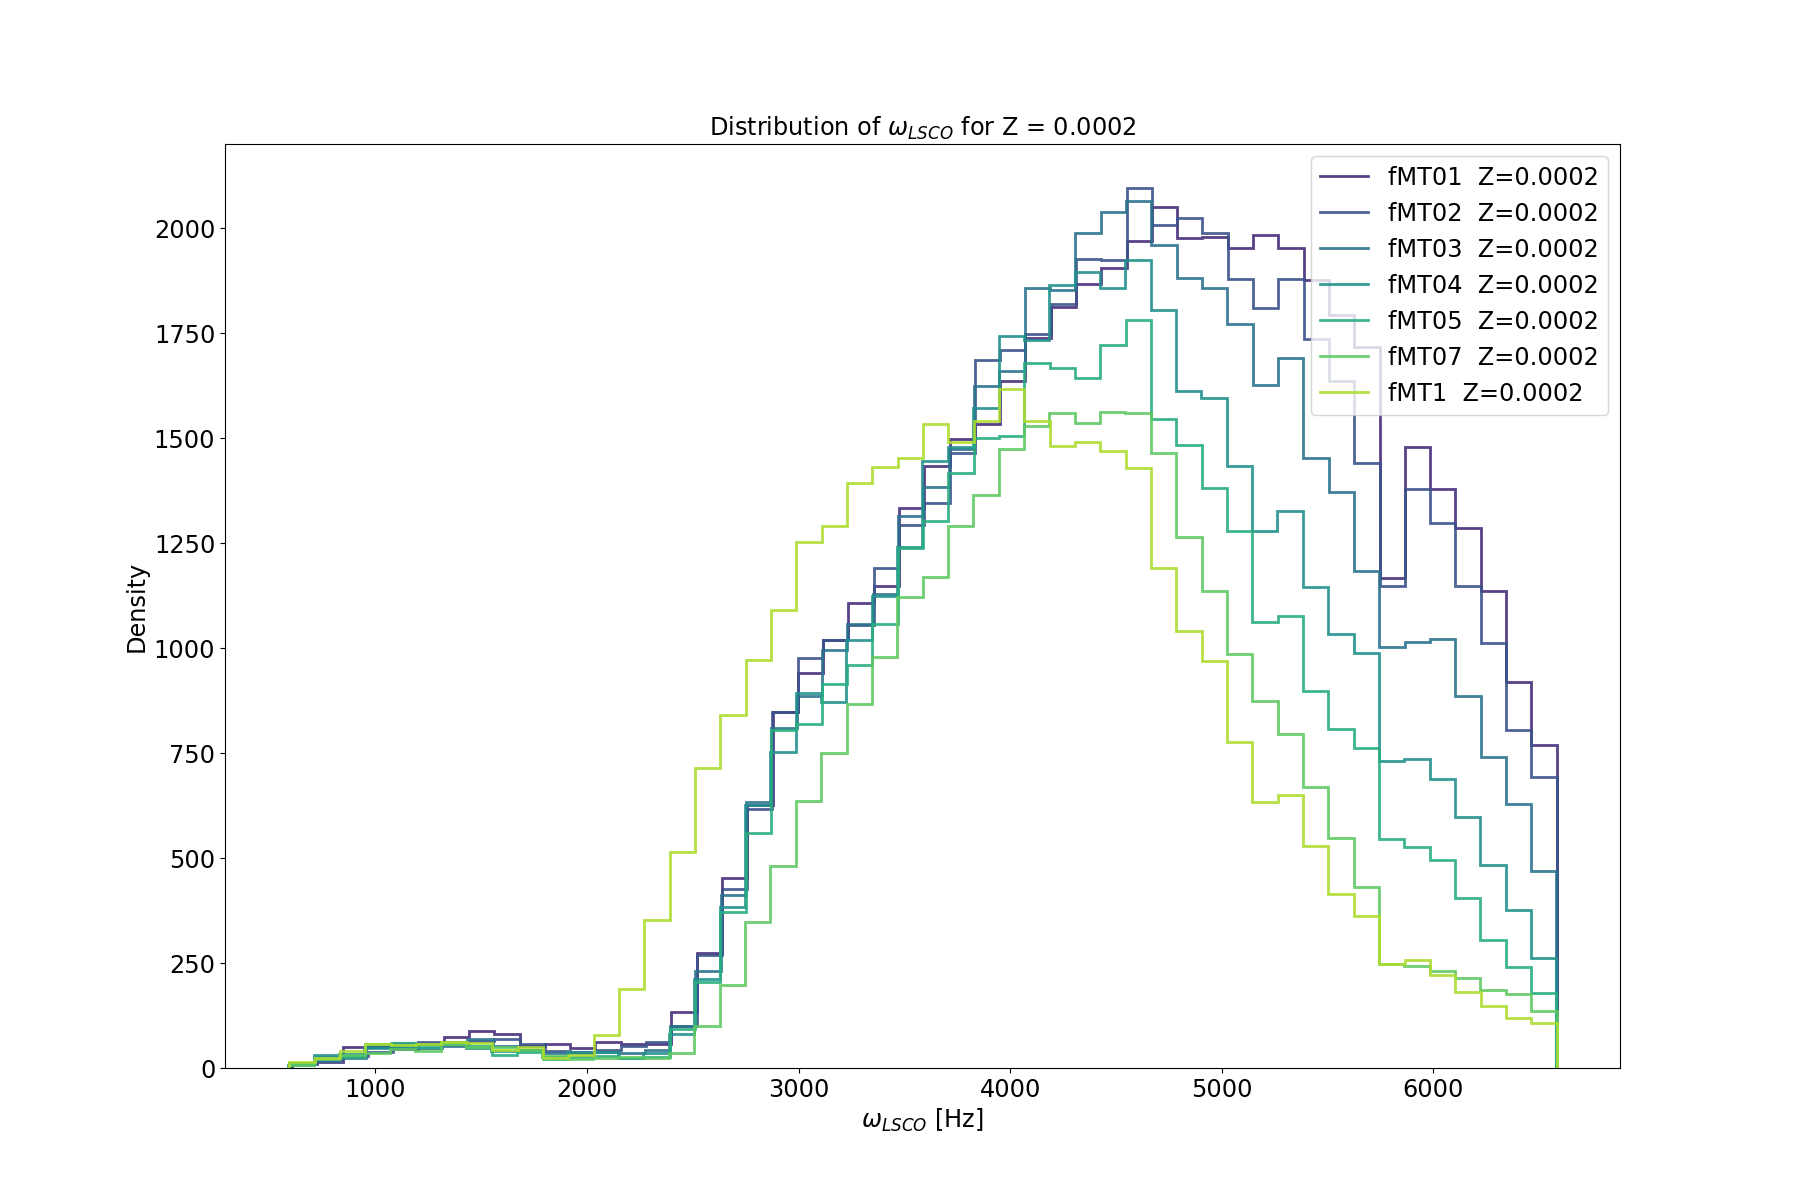 Distribution of ω_LSCO for Z = 0.0002
fMT01 Z=0.0002
fMT02 Z=0.0002
fMT03 Z=0.0002
fMT04 Z=0.0002
fMT05 Z=0.0002
fMT07 Z=0.0002
fMT1 Z=0.0002
2000
1750
1500
1250
1000
750
500
250
0
Density
1000 2000 3000 4000 5000 6000
ω_LSCO [Hz]